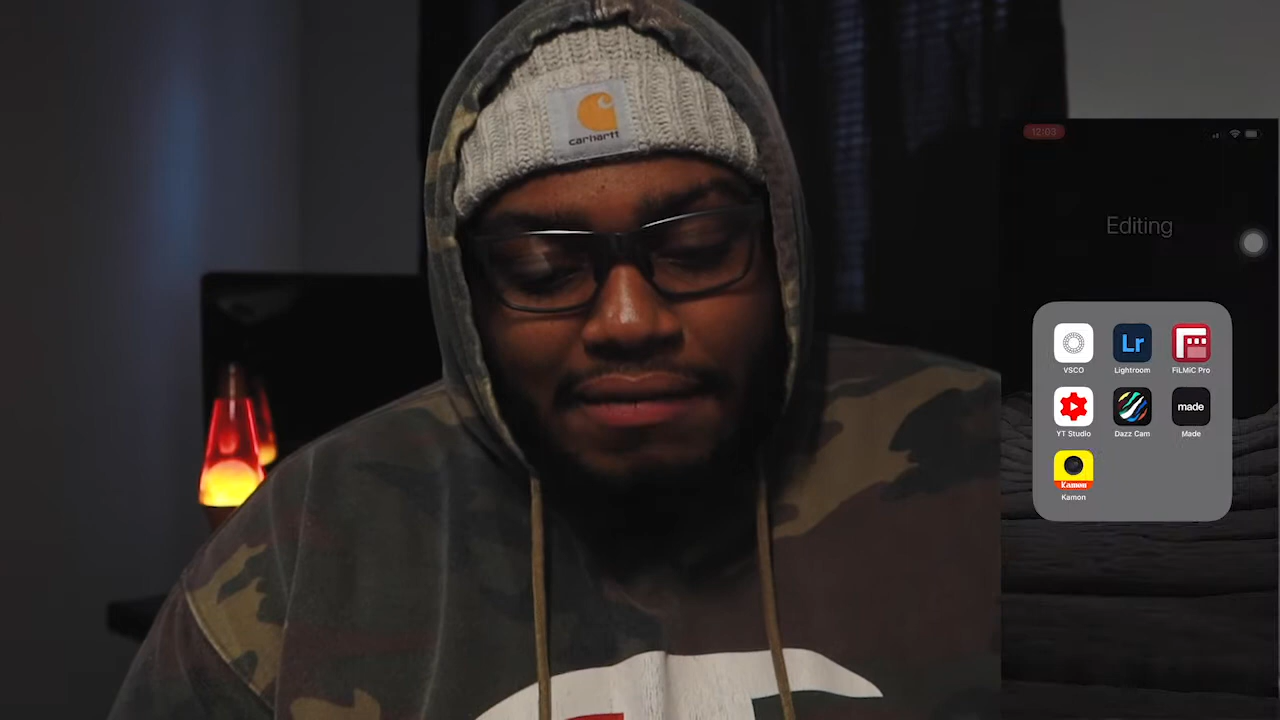 carhartt
12:03
Editing
VSCO
Lr
Lightroom
FiLMiC Pro
YT Studio
Dazz Cam
made
Made
Kamon
Kamon